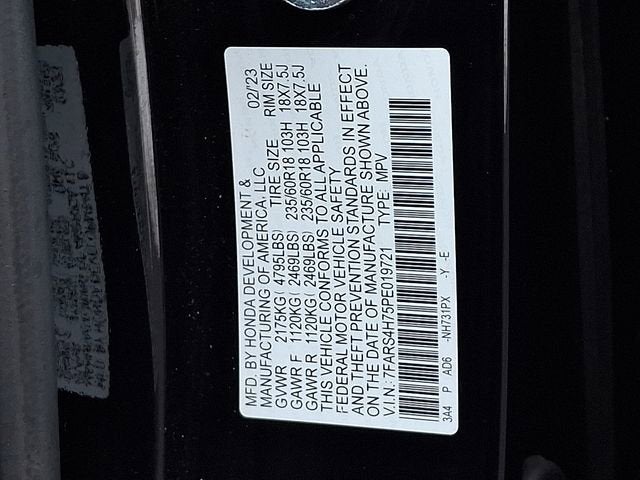 MFD. BY HONDA DEVELOPMENT &
MANUFACTURING OF AMERICA, LLC 02/'23
GVWR 2175KG( 4795LBS) TIRE SIZE RIM SIZE
GAWR F 1120KG( 2469LBS) 235/60R18 103H 18X7.5J
GAWR R 1120KG( 2469LBS) 235/60R18 103H 18X7.5J
THIS VEHICLE CONFORMS TO ALL APPLICABLE
FEDERAL MOTOR VEHICLE SAFETY
AND THEFT PREVENTION STANDARDS IN EFFECT
ON THE DATE OF MANUFACTURE SHOWN ABOVE.
V.I.N.:7FARS4H75PE019721 TYPE: MPV
3A4 P AD6 -NH731PX -Y -E